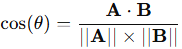 cos(θ) = A · B / ||A|| × ||B||